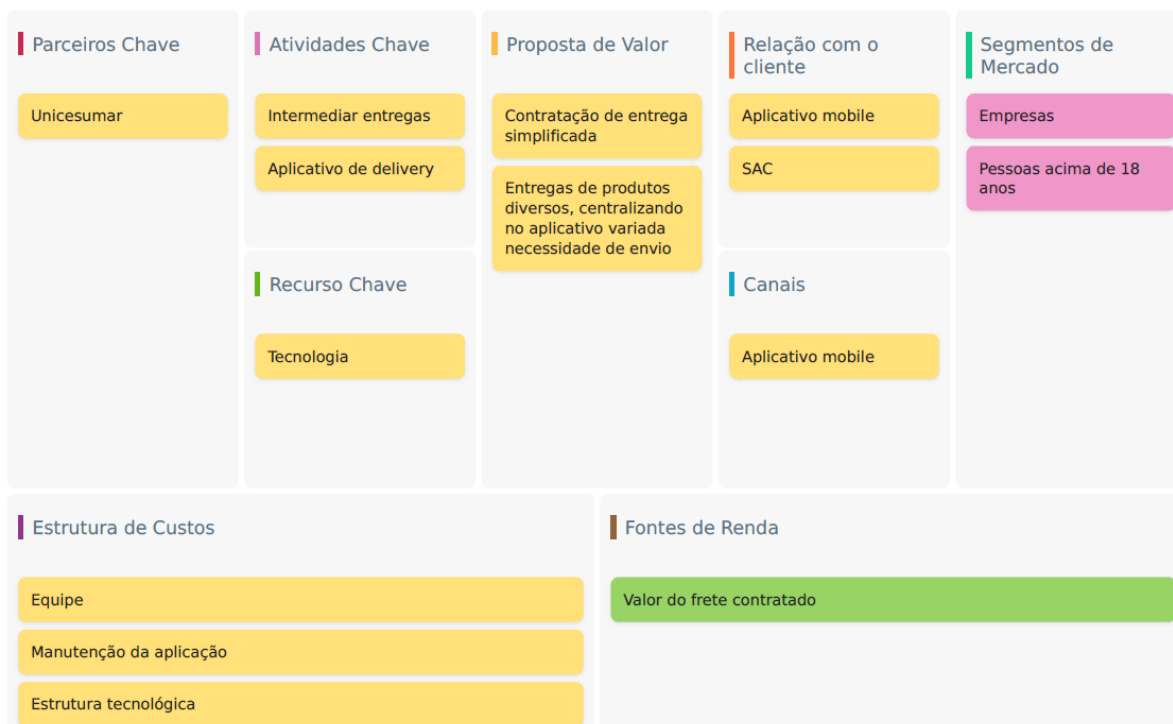 Parceiros Chave
Unicesumar
Atividades Chave
Intermediar entregas
Aplicativo de delivery
Recurso Chave
Tecnologia
Proposta de Valor
Contratação de entrega
simplificada
Entregas de produtos
diversos, centralizando
no aplicativo variada
necessidade de envio
Relação com o
cliente
Aplicativo mobile
SAC
Canais
Aplicativo mobile
Segmentos de
Mercado
Empresas
Pessoas acima de 18
anos
Estrutura de Custos
Equipe
Manutenção da aplicação
Estrutura tecnológica
Fontes de Renda
Valor do frete contratado